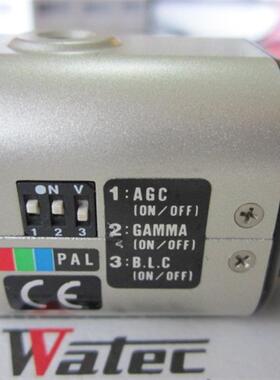 ON V
1 2 3
1:AGC
(ON/OFF)
2:GAMMA
< (ON/OFF)
3:B.L.C
(ON/OFF)
PAL
CE
Watec